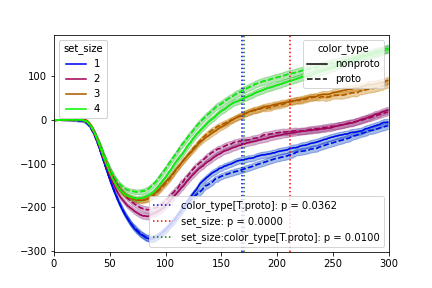 set_size
1
2
3
4
color_type
nonproto
proto
100
0
−100
−200
−300
color_type[T.proto]: p = 0.0362
set_size: p = 0.0000
set_size:color_type[T.proto]: p = 0.0100
0 50 100 150 200 250 300